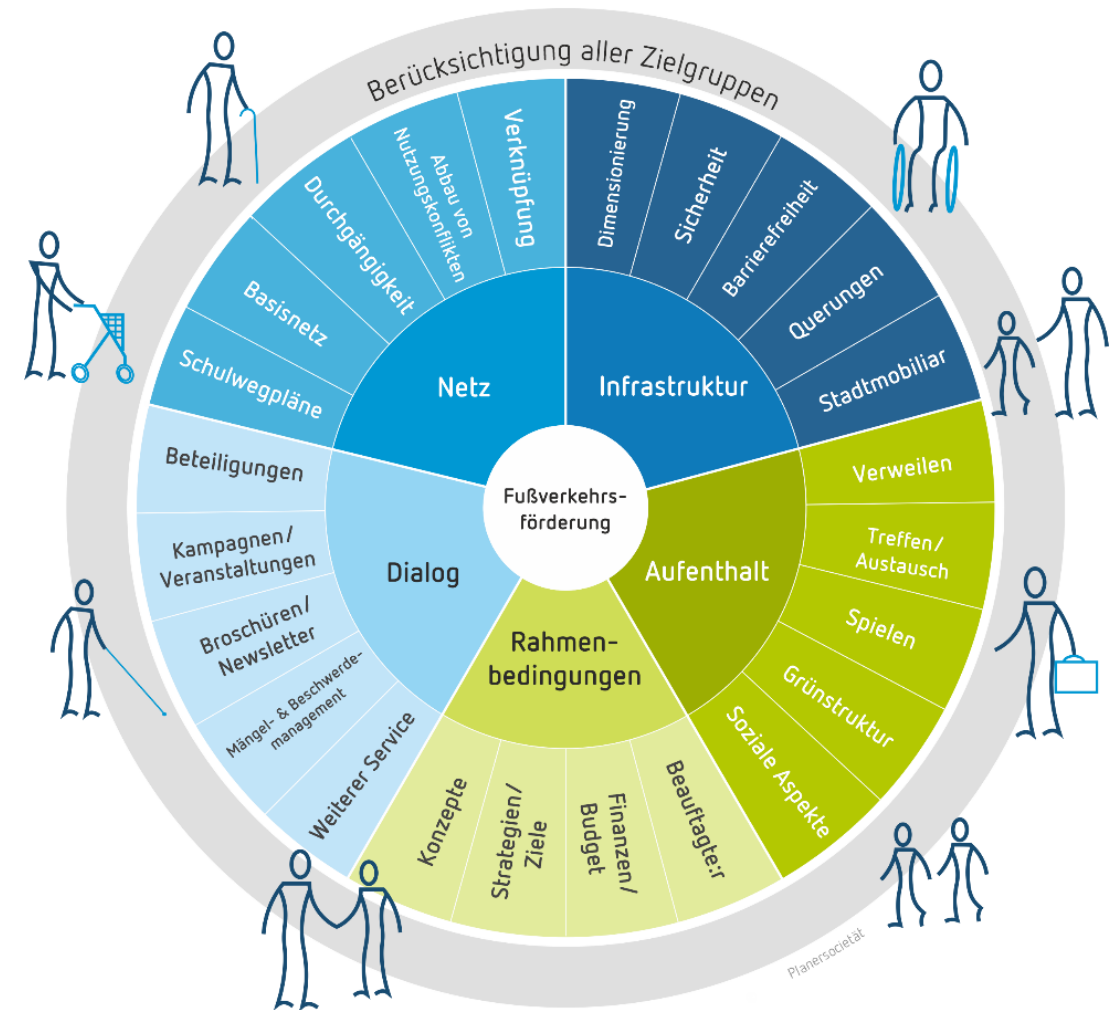 Berücksichtigung aller Zielgruppen
Fußverkehrs-
förderung
Netz
Schulwegpläne
Basisnetz
Durchgängigkeit
Abbau von
Nutzungskonflikten
Verknüpfung
Infrastruktur
Dimensionierung
Sicherheit
Barrierefreiheit
Querungen
Stadtmobiliar
Aufenthalt
Verweilen
Treffen/
Austausch
Spielen
Grünstruktur
Soziale Aspekte
Rahmen-
bedingungen
Beauftagte:r
Finanzen/
Budget
Strategien/
Ziele
Konzepte
Dialog
Weiterer Service
Mängel- & Beschwerde-
management
Broschüren/
Newsletter
Kampagnen/
Veranstaltungen
Beteiligungen
Planersocietät